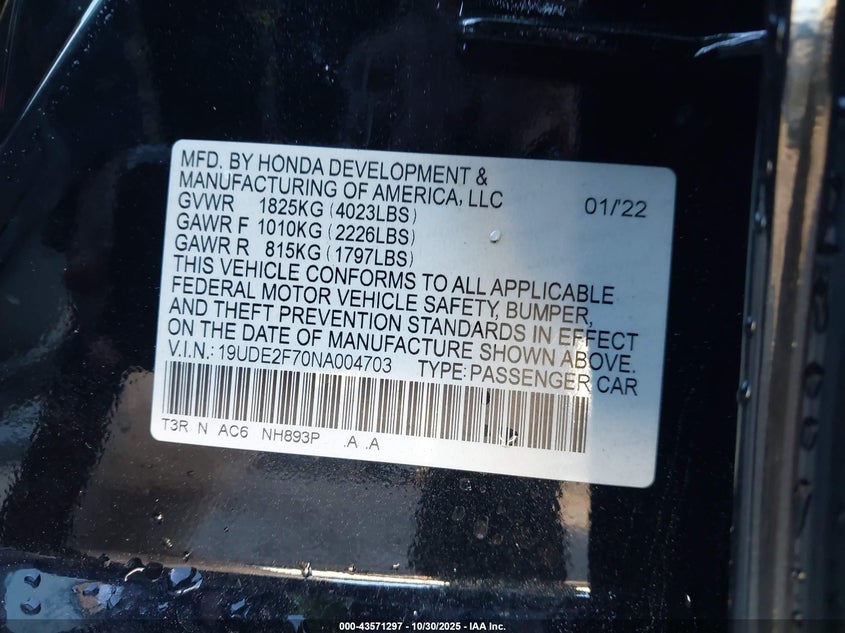 MFD. BY HONDA DEVELOPMENT &
MANUFACTURING OF AMERICA, LLC 01/'22
GVWR 1825KG (4023LBS)
GAWR F 1010KG (2226LBS)
GAWR R 815KG (1797LBS)
THIS VEHICLE CONFORMS TO ALL APPLICABLE
FEDERAL MOTOR VEHICLE SAFETY, BUMPER,
AND THEFT PREVENTION STANDARDS IN EFFECT
ON THE DATE OF MANUFACTURE SHOWN ABOVE.
V.I.N.: 19UDE2F70NA004703 TYPE: PASSENGER CAR
T3R N AC6 NH893P .A .A
000-43571297 - 10/30/2025 - IAA Inc.